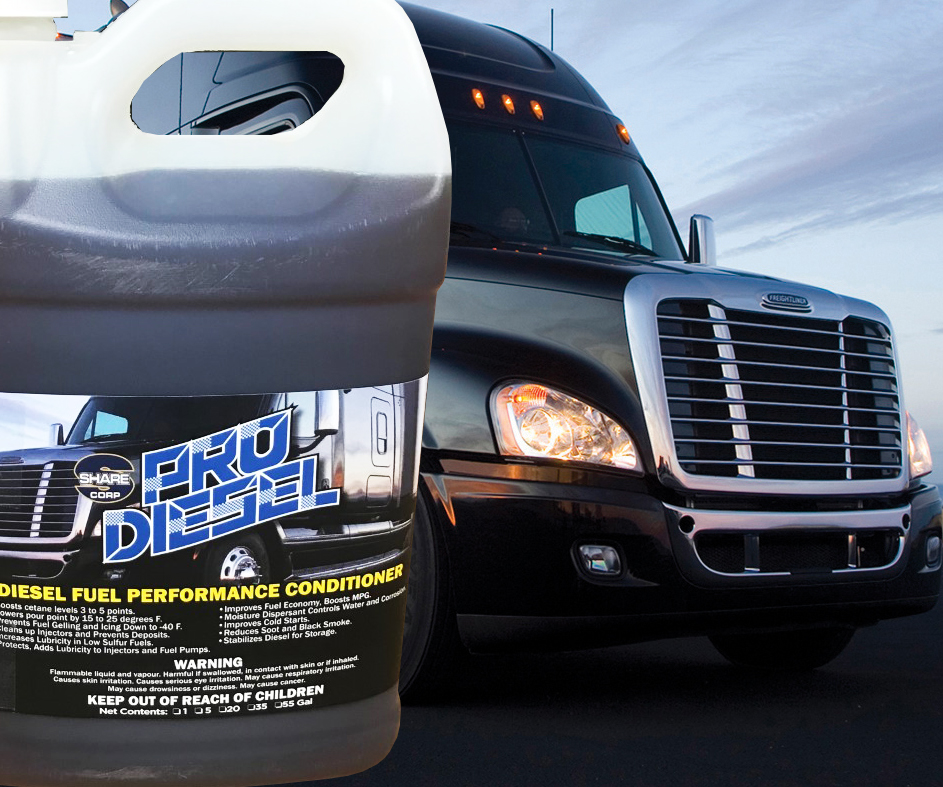 FREIGHTLINER
SHARE
CORP
PRO
DIESEL
DIESEL FUEL PERFORMANCE CONDITIONER
oosts cetane levels 3 to 5 points.
owers pour point by 15 to 25 degrees F.
revents Fuel Gelling and Icing Down to -40 F.
leans up Injectors and Prevents Deposits.
ncreases Lubricity in Low Sulfur Fuels.
rotects, Adds Lubricity to Injectors and Fuel Pumps.
• Improves Fuel Economy, Boosts MPG.
• Moisture Dispersant Controls Water and Corrosion
• Improves Cold Starts.
• Reduces Soot and Black Smoke.
• Stabilizes Diesel for Storage.
WARNING
Flammable liquid and vapour. Harmful if swallowed, in contact with skin or if inhaled.
Causes skin irritation. Causes serious eye irritation. May cause respiratory irritation.
May cause drowsiness or dizziness. May cause cancer.
KEEP OUT OF REACH OF CHILDREN
Net Contents: ❑1 ❑5 ❑20 ❑35 ❑55 Gal